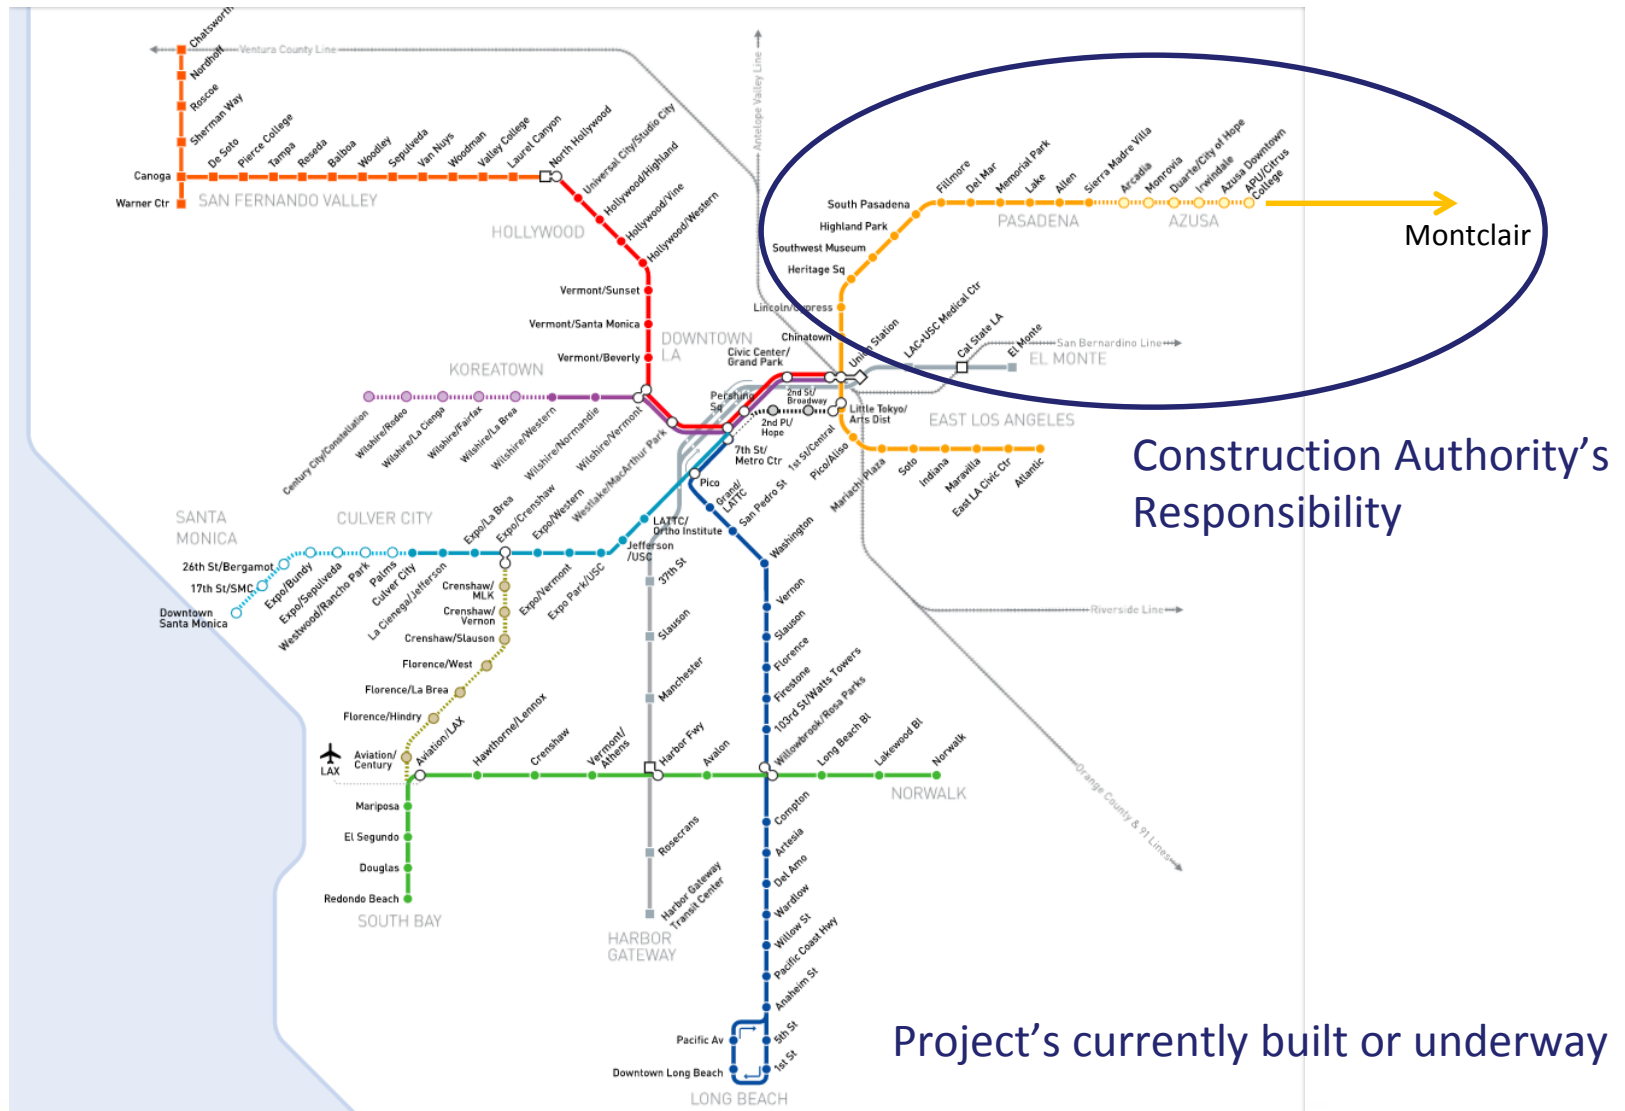 Chatsworth
Nordhoff
Roscoe
Sherman Way
Canoga
Warner Ctr
De Soto
Pierce College
Tampa
Reseda
Balboa
Woodley
Sepulveda
Van Nuys
Woodman
Valley College
Laurel Canyon
North Hollywood
SAN FERNANDO VALLEY
Ventura County Line
Antelope Valley Line
Universal City/Studio City
Hollywood/Highland
Hollywood/Vine
Hollywood/Western
HOLLYWOOD
Vermont/Sunset
Vermont/Santa Monica
Vermont/Beverly
DOWNTOWN
LA
KOREATOWN
Century City/Constellation
Wilshire/Rodeo
Wilshire/La Cienga
Wilshire/Fairfax
Wilshire/La Brea
Wilshire/Western
Wilshire/Normandie
Wilshire/Vermont
Westlake/MacArthur Park
Civic Center/
Grand Park
Pershing
Sq
2nd St/
Broadway
2nd Pl/
Hope
7th St/
Metro Ctr
1st St/Central
Fillmore
Del Mar
Memorial Park
Lake
Allen
Sierra Madre Villa
Arcadia
Monrovia
Duarte/City of Hope
Irwindale
Azusa Downtown
APU/Citrus
College
South Pasadena
Highland Park
Southwest Museum
Heritage Sq
Lincoln/Cypress
Chinatown
Union Station
PASADENA
AZUSA
Montclair
LAC+USC Medical Ctr
Cal State LA
El Monte
San Bernardino Line
EL MONTE
Little Tokyo/
Arts Dist
EAST LOS ANGELES
Pico/Aliso
Mariachi Plaza
Soto
Indiana
Maravilla
East LA Civic Ctr
Atlantic
Construction Authority's
Responsibility
SANTA
MONICA
CULVER CITY
26th St/Bergamot
17th St/SMC
Downtown
Santa Monica
Expo/Bundy
Expo/Sepulveda
Westwood/Rancho Park
Palms
Culver City
La Cienega/Jefferson
Expo/La Brea
Expo/Crenshaw
Expo/Western
Expo/Vermont
Expo Park/USC
Jefferson
/USC
LATTC/
Ortho Institute
Pico
Grand/
LATTC
San Pedro St
Washington
Vernon
Slauson
Florence
Firestone
103rd St/Watts Towers
Willowbrook/Rosa Parks
Crenshaw/
MLK
Crenshaw/
Vernon
Crenshaw/Slauson
Florence/West
Florence/La Brea
Florence/Hindry
Aviation/
Century
LAX
Aviation/LAX
Hawthorne/Lennox
Crenshaw
Vermont/
Athens
Harbor Fwy
Avalon
Long Beach Bl
Lakewood Bl
Norwalk
NORWALK
Mariposa
El Segundo
Douglas
Redondo Beach
SOUTH BAY
37th St
Slauson
Manchester
Rosecrans
Harbor Gateway
Transit Center
HARBOR
GATEWAY
Compton
Artesia
Del Amo
Wardlow
Willow St
Pacific Coast Hwy
Anaheim St
5th St
1st St
Pacific Av
Downtown Long Beach
LONG BEACH
Riverside Line
Orange County & 91 Lines
Project's currently built or underway